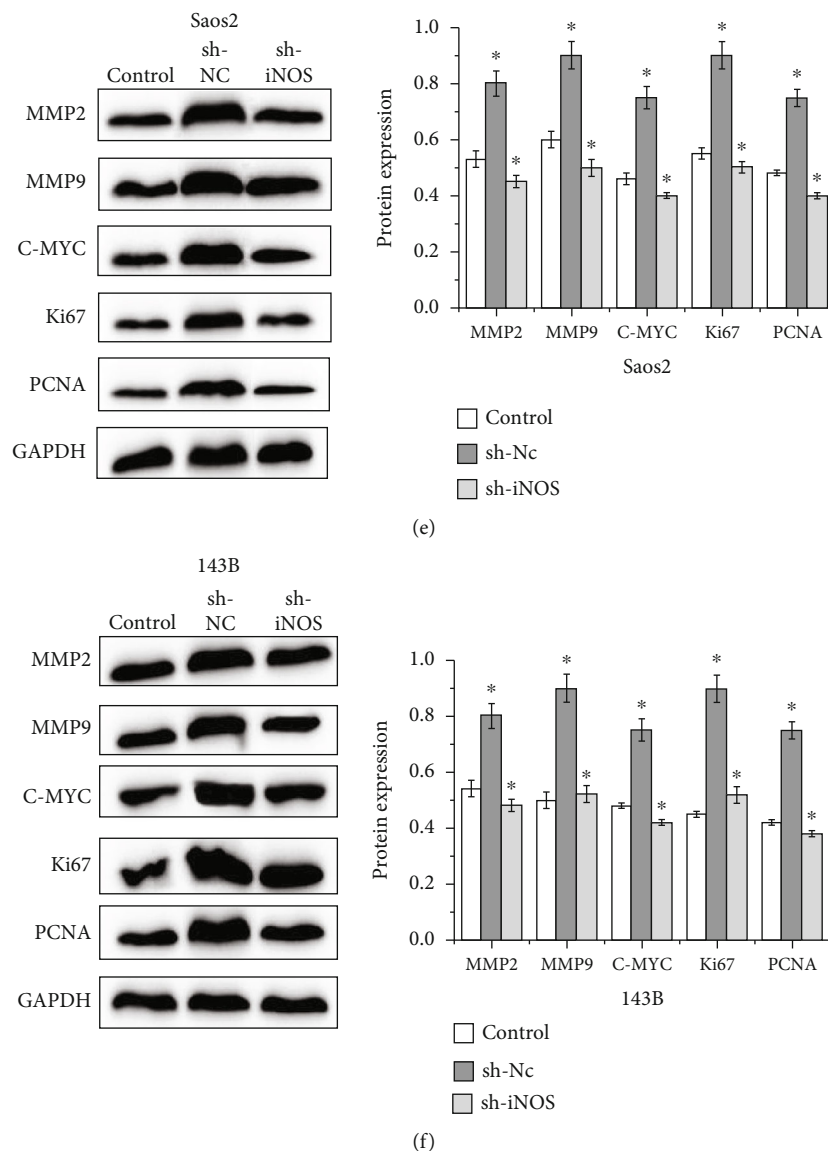 Saos2
Control
sh-
NC
sh-
iNOS
MMP2
MMP9
C-MYC
Ki67
PCNA
GAPDH
Protein expression
1.0
0.8
0.6
0.4
0.2
0.0
* * * * * * * * * *
MMP2 MMP9 C-MYC Ki67 PCNA
Saos2
Control
sh-Nc
sh-iNOS
(e)
143B
Control
sh-
NC
sh-
iNOS
MMP2
MMP9
C-MYC
Ki67
PCNA
GAPDH
Protein expression
1.0
0.8
0.6
0.4
0.2
0.0
* * * * * * * * * *
MMP2 MMP9 C-MYC Ki67 PCNA
143B
Control
sh-Nc
sh-iNOS
(f)